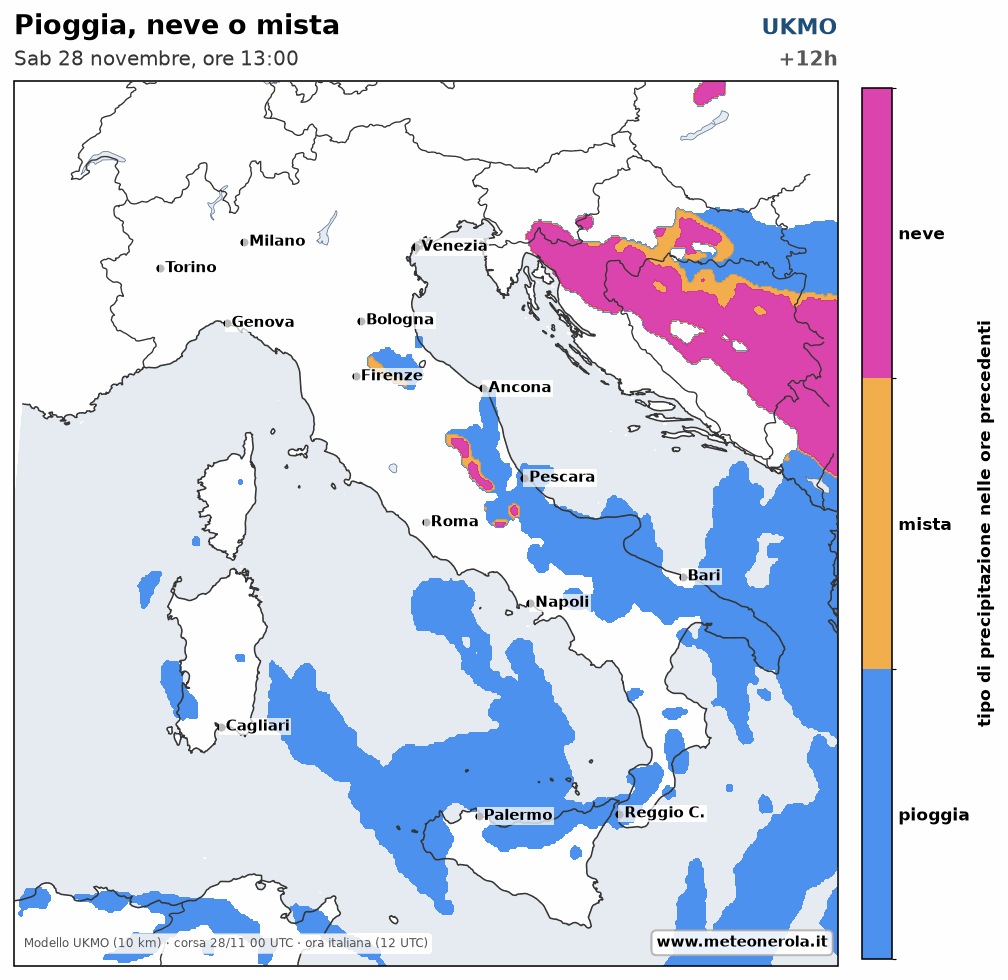 Pioggia, neve o mista
UKMO
Sab 28 novembre, ore 13:00
+12h
neve
Milano
Venezia
Torino
Genova
Bologna
Firenze
Ancona
Pescara
Roma
mista
Bari
Napoli
Cagliari
Palermo
Reggio C.
pioggia
tipo di precipitazione nelle ore precedenti
Modello UKMO (10 km) · corsa 28/11 00 UTC · ora italiana (12 UTC)
www.meteonerola.it